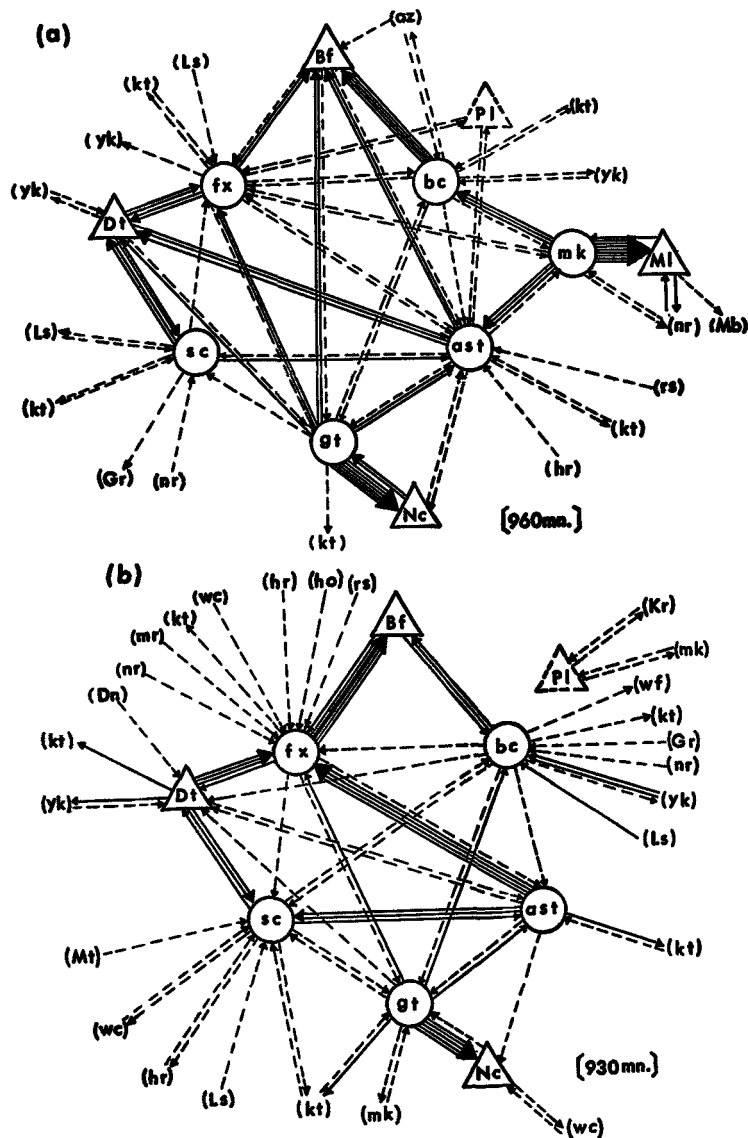 (a)
(az)
Bf
(Ls)
(kt)
Pl
(kt)
(yk)
fx
bc
(yk)
(yk)
Dt
mk
Ml
(Ls)
sc
ast
(nr) (Mb)
(rs)
(kt)
(kt)
gt
(Gr) (nr)
(hr)
Nc
[960mn.]
(kt)
(b)
(hr) (ho) (rs)
(wc)
(kt)
Bf
(Kr)
(mr)
(mk)
(nr)
Pl
(wf)
(Dn)
(kt)
fx
bc
(Gr)
(kt)
(nr)
Dt
(yk)
(yk)
(Ls)
sc
ast
(Mt)
(kt)
gt
(wc)
(hr)
Nc
[930mn.]
(Ls)
(kt)
(mk)
(wc)